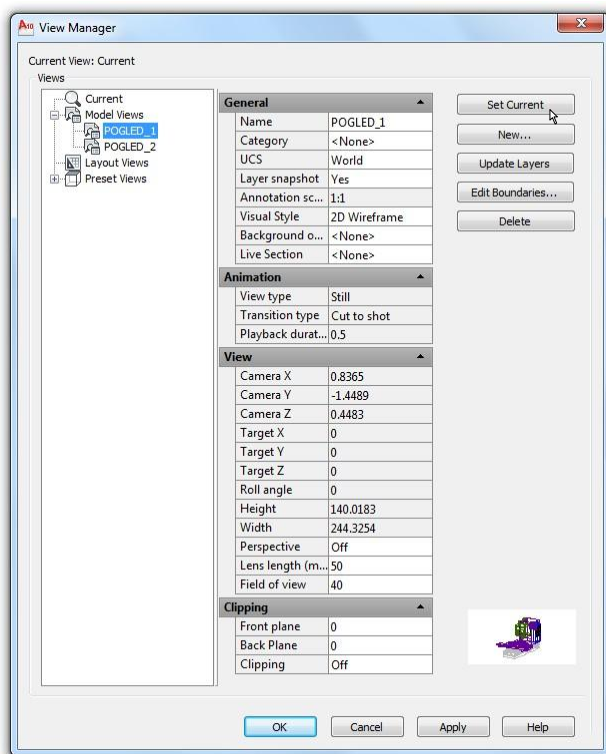 View Manager
Current View: Current
Views
Current
Model Views
POGLED_1
POGLED_2
Layout Views
Preset Views
General
Name POGLED_1
Category <None>
UCS World
Layer snapshot Yes
Annotation sc... 1:1
Visual Style 2D Wireframe
Background o... <None>
Live Section <None>
Animation
View type Still
Transition type Cut to shot
Playback durat... 0.5
View
Camera X 0.8365
Camera Y -1.4489
Camera Z 0.4483
Target X 0
Target Y 0
Target Z 0
Roll angle 0
Height 140.0183
Width 244.3254
Perspective Off
Lens length (m... 50
Field of view 40
Clipping
Front plane 0
Back Plane 0
Clipping Off
Set Current
New...
Update Layers
Edit Boundaries...
Delete
OK Cancel Apply Help